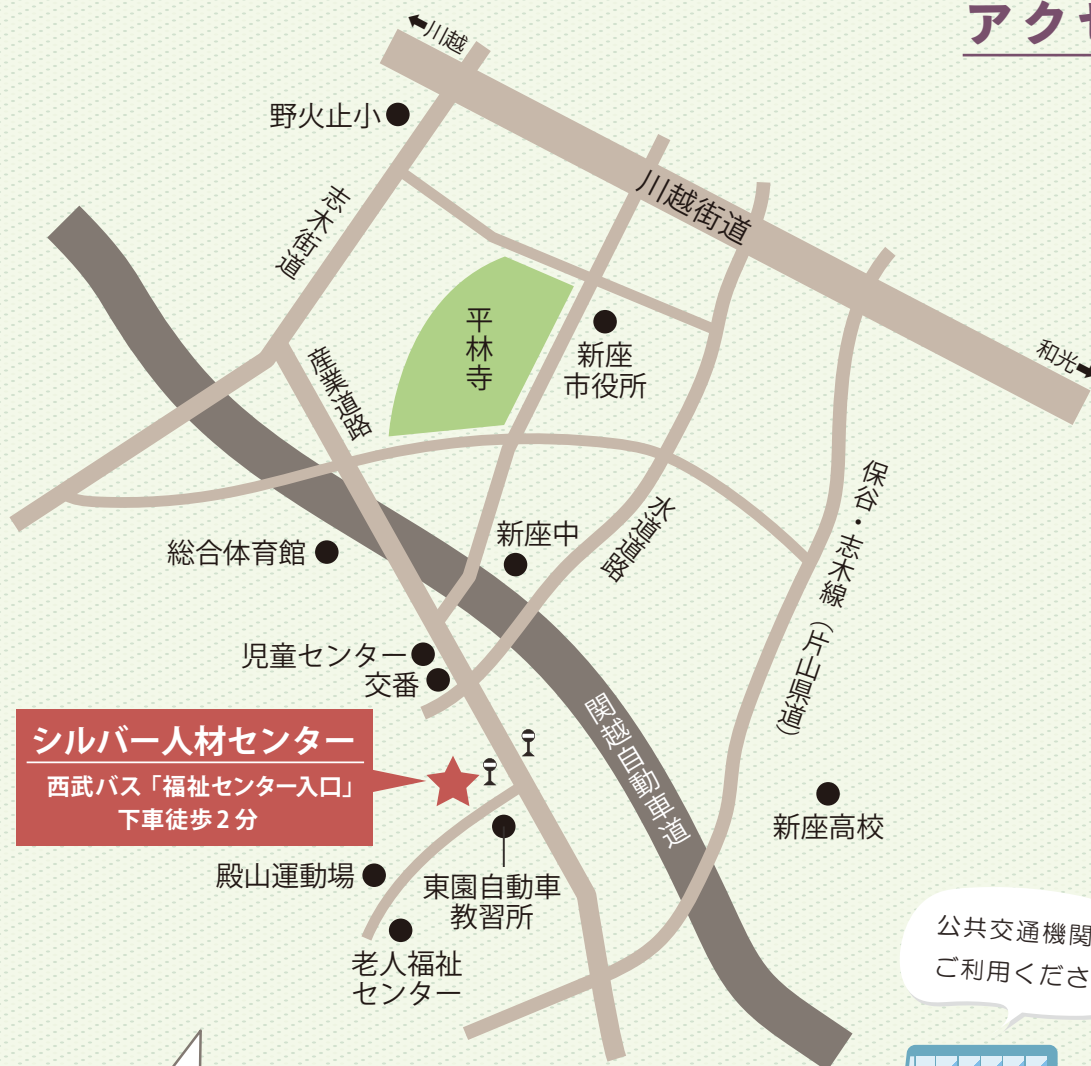 アクセ
←川越
野火止小
志木街道
川越街道
和光→
平林寺
新座
市役所
産業道路
保谷・志木線（片山県道）
水道道路
新座中
総合体育館
児童センター
交番
関越自動車道
シルバー人材センター
西武バス「福祉センター入口」
下車徒歩2分
新座高校
殿山運動場
東園自動車
教習所
老人福祉
センター
公共交通機関
ご利用くださ